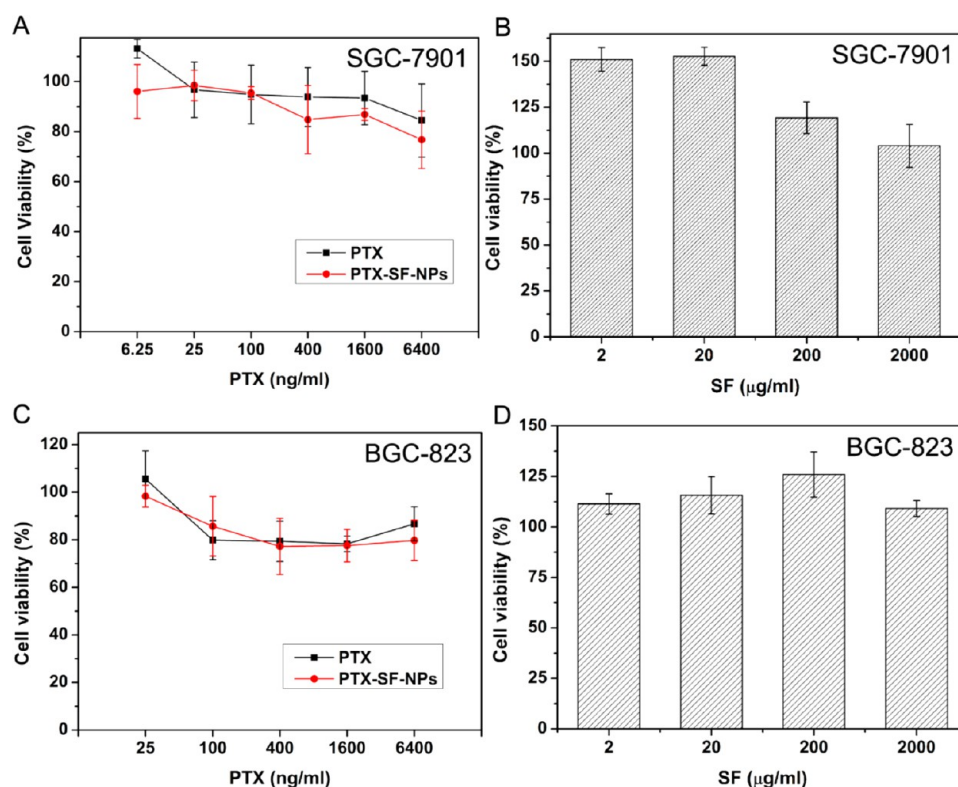 A
SGC-7901
Cell Viability (%)
100
80
60
40
20
0
PTX
PTX-SF-NPs
6.25 25 100 400 1600 6400
PTX (ng/ml)
B
SGC-7901
Cell viability (%)
150
125
100
75
50
25
0
2 20 200 2000
SF (μg/ml)
C
BGC-823
Cell viability (%)
120
100
80
60
40
20
0
PTX
PTX-SF-NPs
25 100 400 1600 6400
PTX (ng/ml)
D
BGC-823
Cell viability (%)
150
125
100
75
50
25
0
2 20 200 2000
SF (μg/ml)